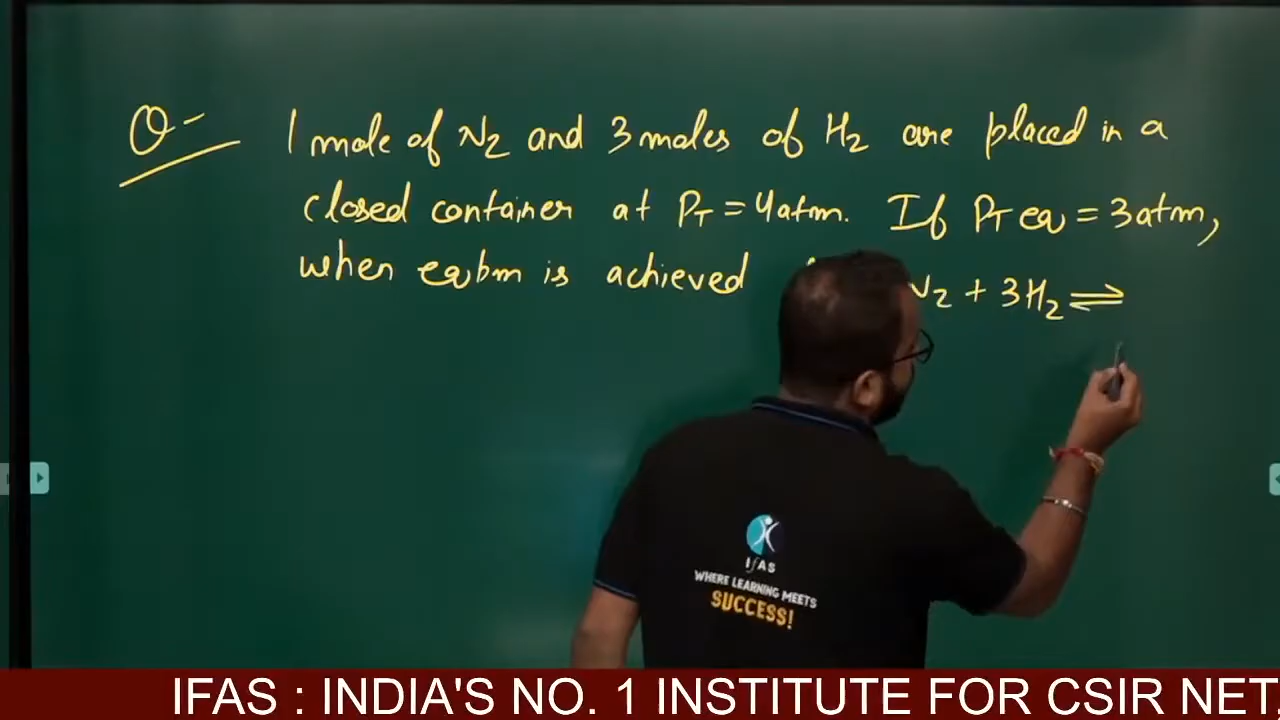 Q- 1 mole of N2 and 3 moles of H2 are placed in a
closed container at PT = 4atm. If PT eq = 3atm,
when eqbm is achieved
N2 + 3H2 ⇌
IfAS
WHERE LEARNING MEETS
SUCCESS!
IFAS : INDIA'S NO. 1 INSTITUTE FOR CSIR NET.